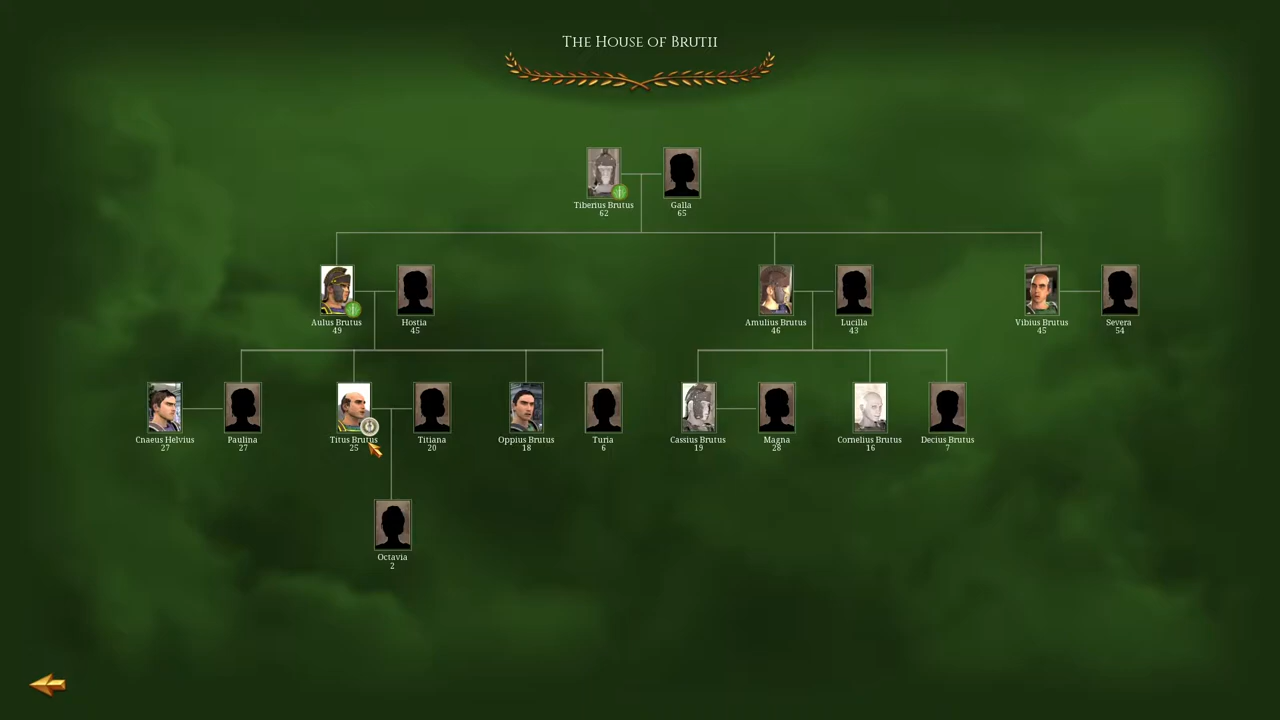 THE HOUSE OF BRUTII
Tiberius Brutus
62
Galla
65
Aulus Brutus
49
Hostia
45
Amulius Brutus
46
Lucilla
43
Vibius Brutus
45
Severa
54
Cnaeus Helvius
27
Paulina
27
Titus Brutus
25
Titiana
20
Oppius Brutus
18
Turia
6
Cassius Brutus
19
Magna
28
Cornelius Brutus
16
Decius Brutus
7
Octavia
2